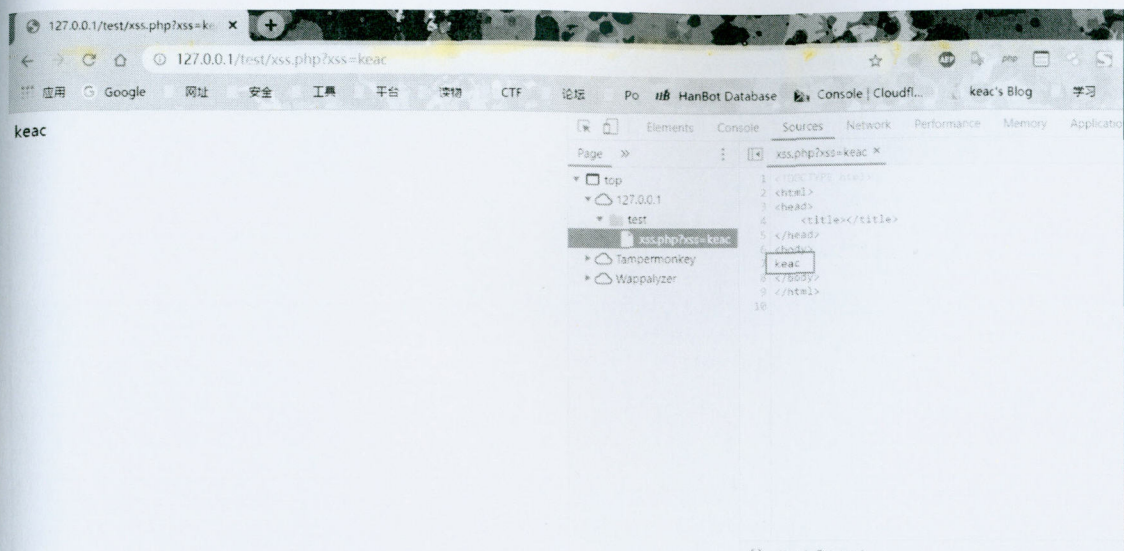 127.0.0.1/test/xss.php?xss=ke
127.0.0.1/test/xss.php?xss=keac
应用 Google 网址 安全 工具 平台 读物 CTF 论坛 Po HanBot Database Console | Cloudfl... keac's Blog 学习
keac
Elements Console Sources Network Performance Memory Applicatio
Page » xss.php?xss=keac ×
top
127.0.0.1
test
xss.php?xss=keac
Tampermonkey
Wappalyzer
1 <!DOCTYPE html>
2 <html>
3 <head>
4 <title></title>
5 </head>
6 <body>
7 keac
8 </body>
9 </html>
10